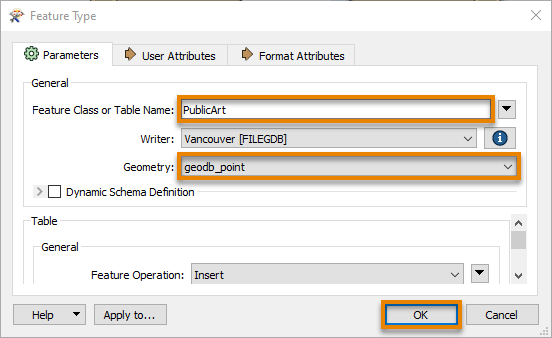 Feature Type
Parameters User Attributes Format Attributes
General
Feature Class or Table Name: PublicArt
Writer: Vancouver [FILEGDB]
Geometry: geodb_point
Dynamic Schema Definition
Table
General
Feature Operation: Insert
Help Apply to... OK Cancel